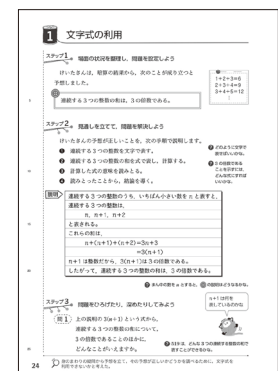 1 文字式の利用
ステップ1 場面の状況を整理し、問題を設定しよう
けいたさんは、計算の結果から、次のことが成り立つと
予想しました。
1+2+3=6
2+3+4=9
3+4+5=12
連続する3つの整数の和は、3の倍数である。
ステップ2 見通しを立てて、問題を解決しよう
けいたさんの予想が正しいことを、次の手順で説明します。
❶ 連続する3つの整数を文字で表す。
❷ 連続する3つの整数の和を式で表し、計算する。
❸ 計算した式の意味を読みとる。
❹ 読みとったことから、結論を導く。
説明
連続する3つの整数のうち、いちばん小さい数を n と表すと、
連続する3つの整数は、
n, n+1, n+2
と表される。
これらの和は、
n+(n+1)+(n+2)=3n+3
=3(n+1)
n+1 は整数だから、3(n+1)は3の倍数である。
したがって、連続する3つの整数の和は、3の倍数である。
ステップ3 問題をひろげたり、深めたりしてみよう
問1 上の説明の 3(n+1) という式から、
連続する3つの整数の和について、
3の倍数であることのほかに、
どんなことがいえますか。
n+1 は何を
表しているの
かな。
24